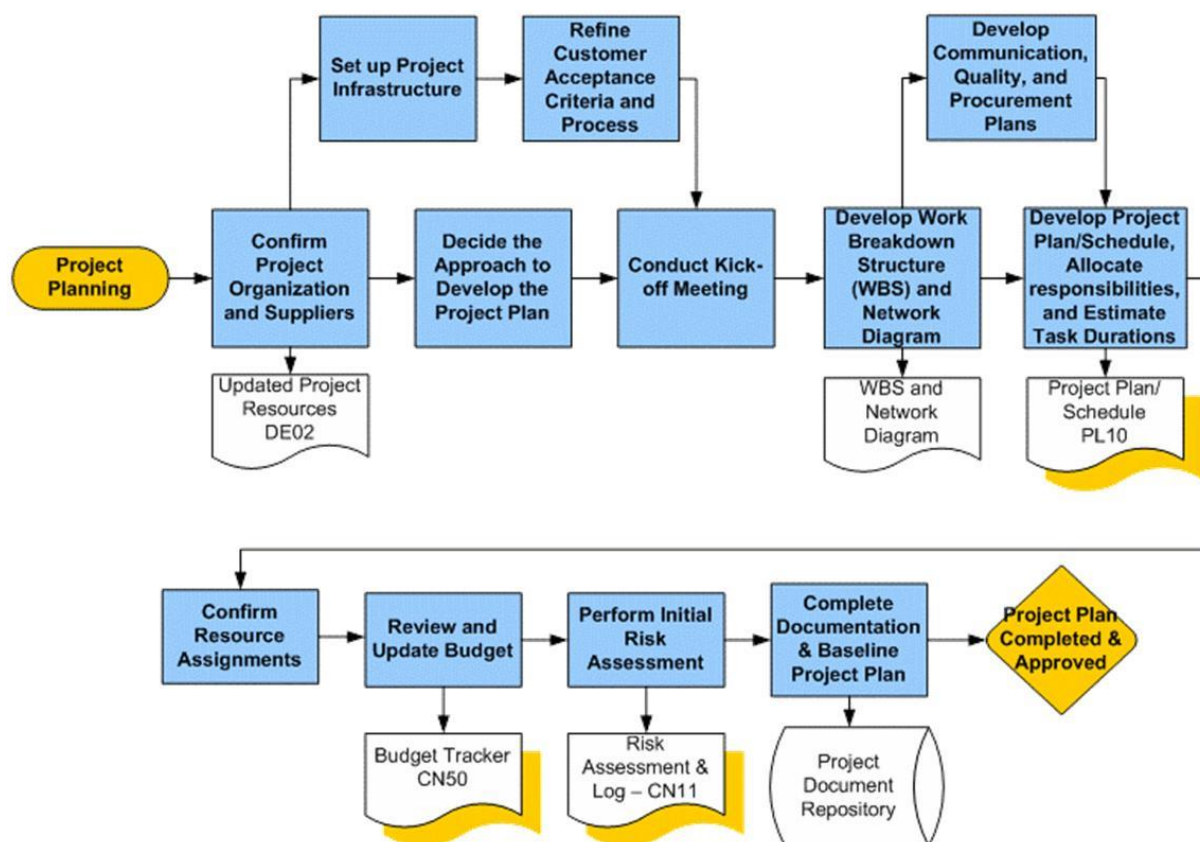 Set up Project
Infrastructure
Refine
Customer
Acceptance
Criteria and
Process
Develop
Communication,
Quality, and
Procurement
Plans
Project
Planning
Confirm
Project
Organization
and Suppliers
Decide the
Approach to
Develop the
Project Plan
Conduct Kick-
off Meeting
Develop Work
Breakdown
Structure
(WBS) and
Network
Diagram
Develop Project
Plan/Schedule,
Allocate
responsibilities,
and Estimate
Task Durations
Updated Project
Resources
DE02
WBS and
Network
Diagram
Project Plan/
Schedule
PL10
Confirm
Resource
Assignments
Review and
Update Budget
Perform Initial
Risk
Assessment
Complete
Documentation
& Baseline
Project Plan
Project Plan
Completed &
Approved
Budget Tracker
CN50
Risk
Assessment &
Log – CN11
Project
Document
Repository